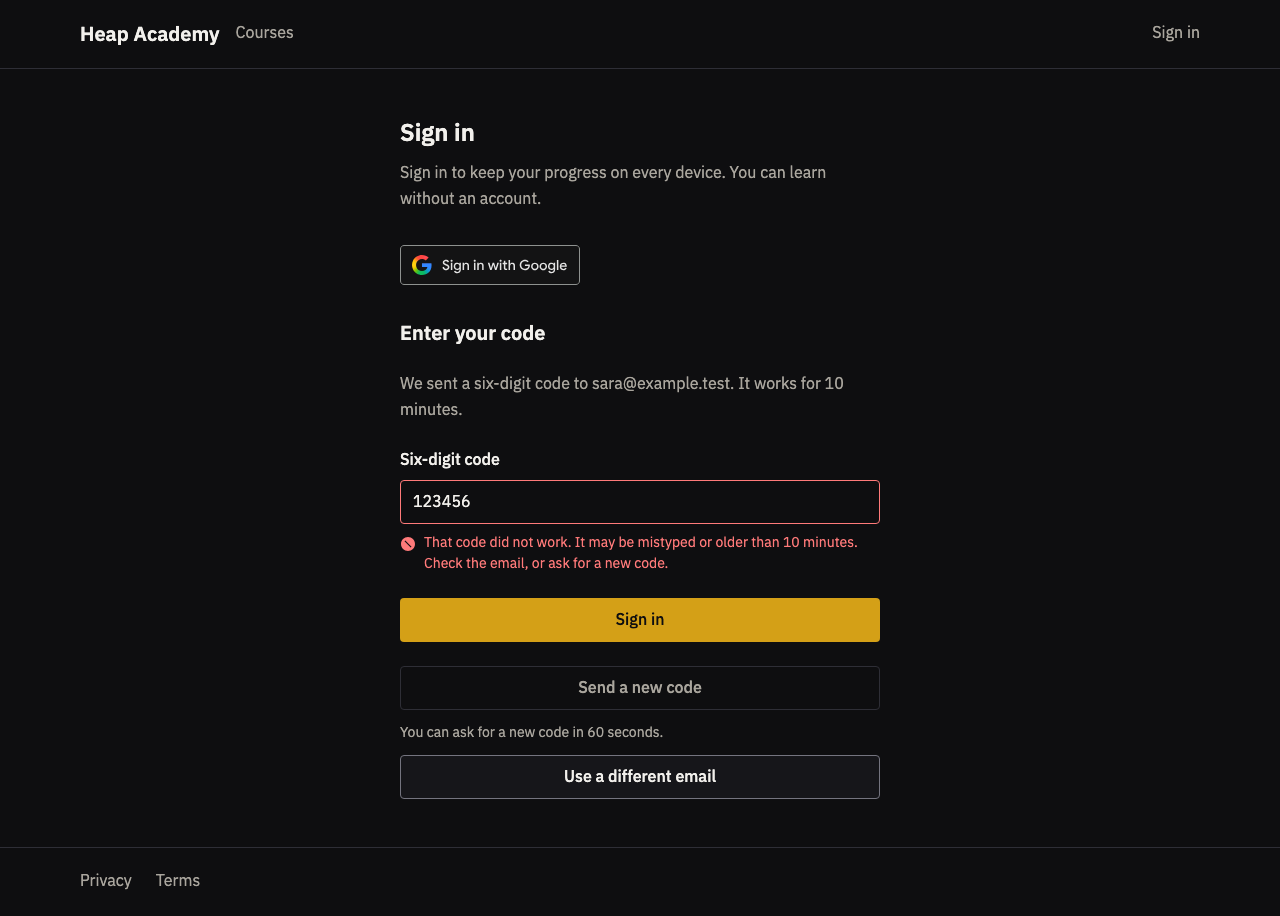 Heap Academy
Courses
Sign in
Sign in
Sign in to keep your progress on every device. You can learn
without an account.
Sign in with Google
Enter your code
We sent a six-digit code to sara@example.test. It works for 10
minutes.
Six-digit code
123456
That code did not work. It may be mistyped or older than 10 minutes.
Check the email, or ask for a new code.
Sign in
Send a new code
You can ask for a new code in 60 seconds.
Use a different email
Privacy
Terms